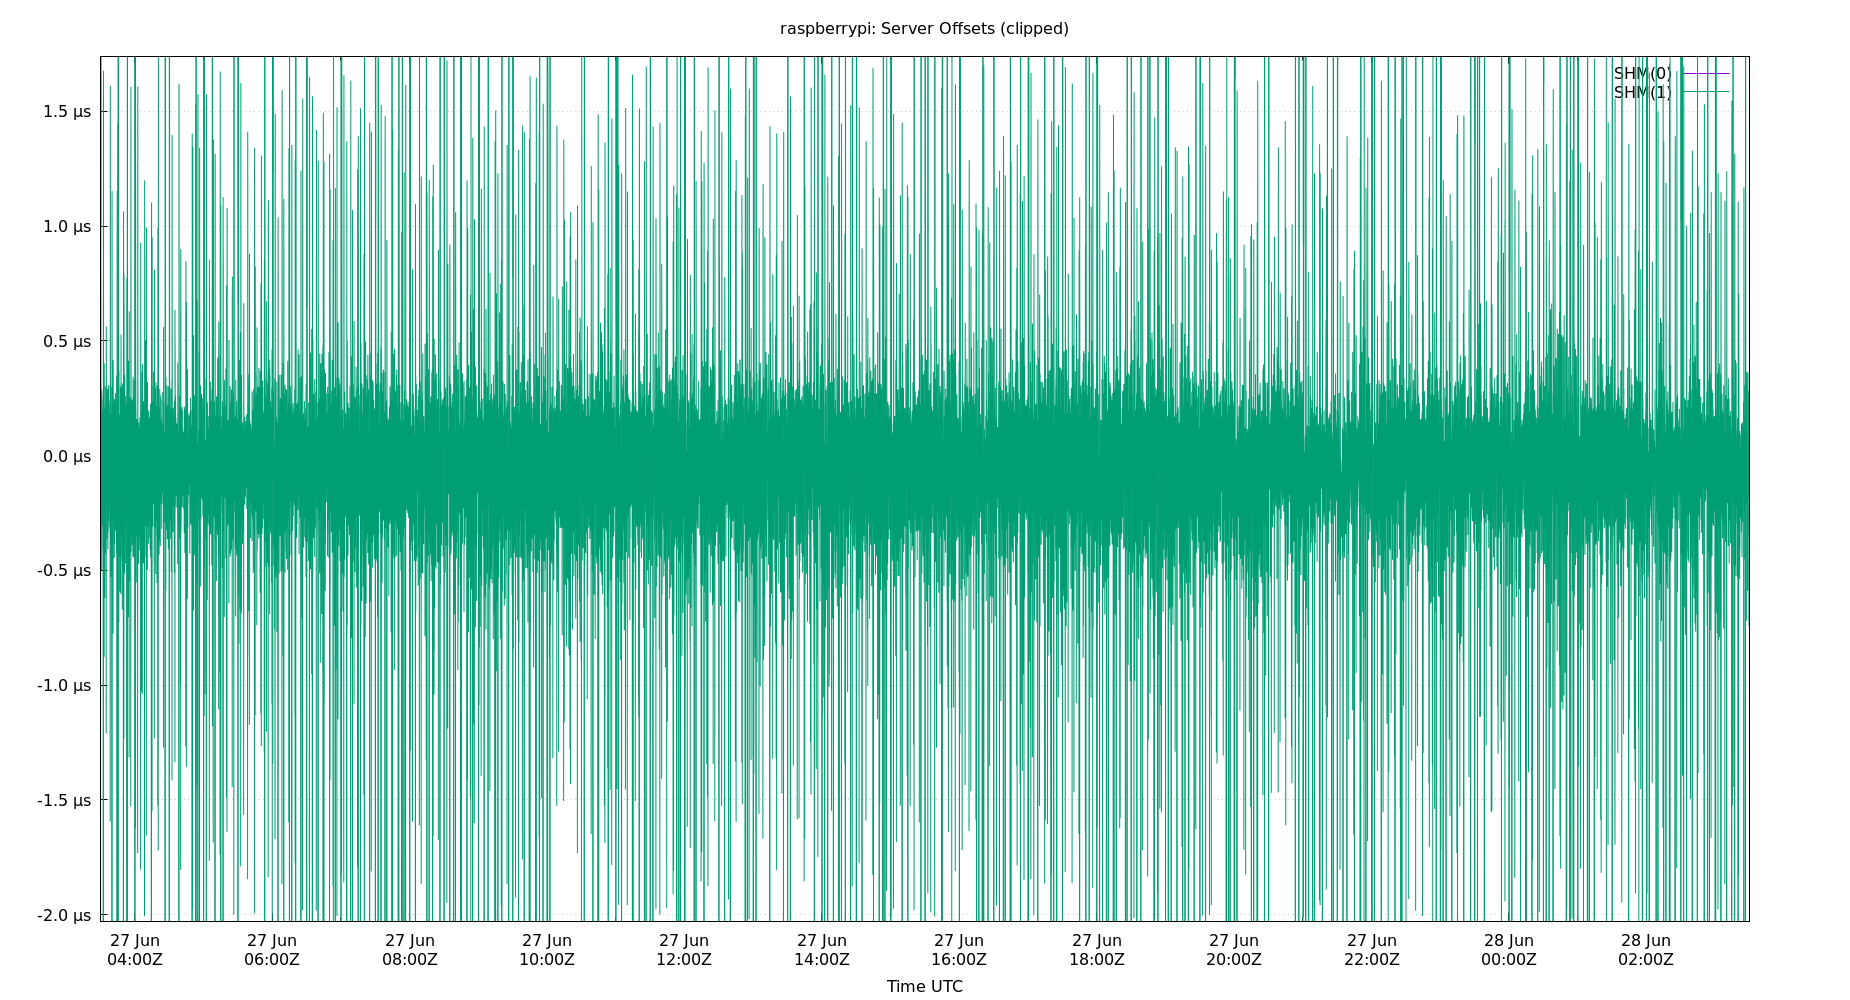 raspberrypi: Server Offsets (clipped)
SHM(0)
SHM(1)
1.5 µs
1.0 µs
0.5 µs
0.0 µs
-0.5 µs
-1.0 µs
-1.5 µs
-2.0 µs
27 Jun 27 Jun 27 Jun 27 Jun 27 Jun 27 Jun 27 Jun 27 Jun 27 Jun 27 Jun 28 Jun 28 Jun
04:00Z 06:00Z 08:00Z 10:00Z 12:00Z 14:00Z 16:00Z 18:00Z 20:00Z 22:00Z 00:00Z 02:00Z
Time UTC